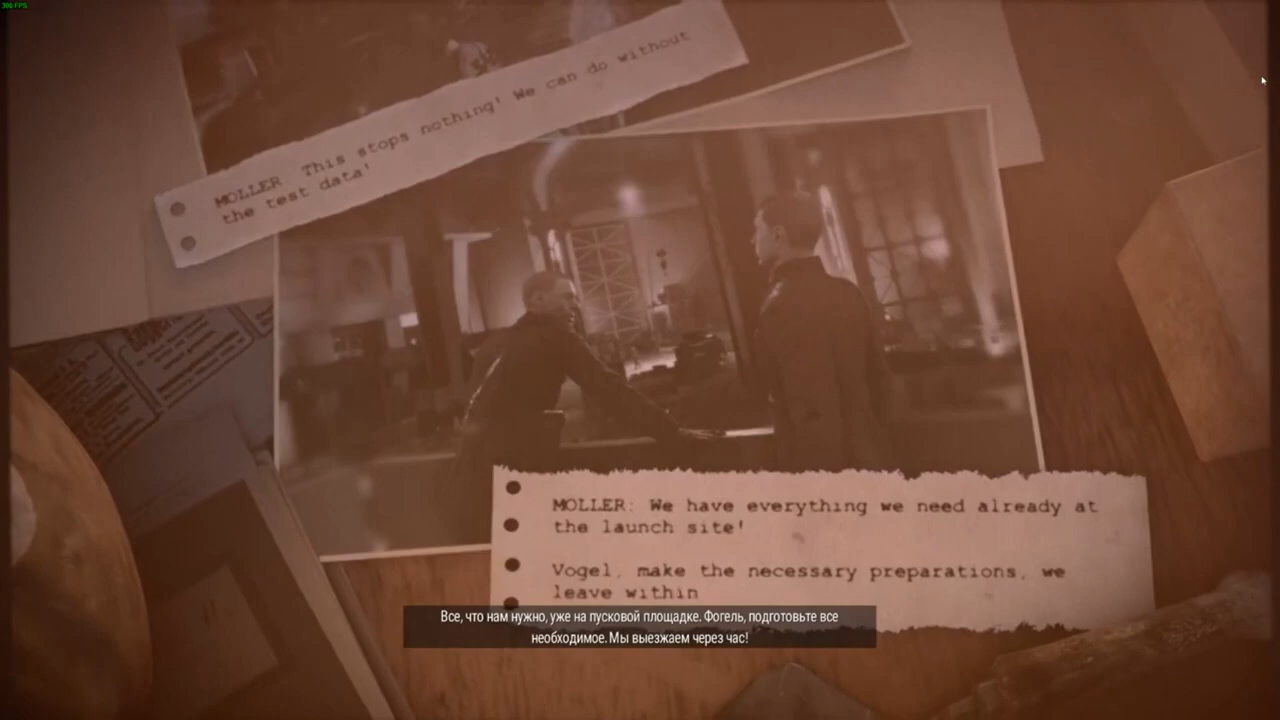 306 FPS
MOLLER: This stops nothing! We can do without
the test data!
MOLLER: We have everything we need already at
the launch site!
Vogel, make the necessary preparations, we
leave within
Все, что нам нужно, уже на пусковой площадке. Фогель, подготовьте все
необходимое. Мы выезжаем через час!